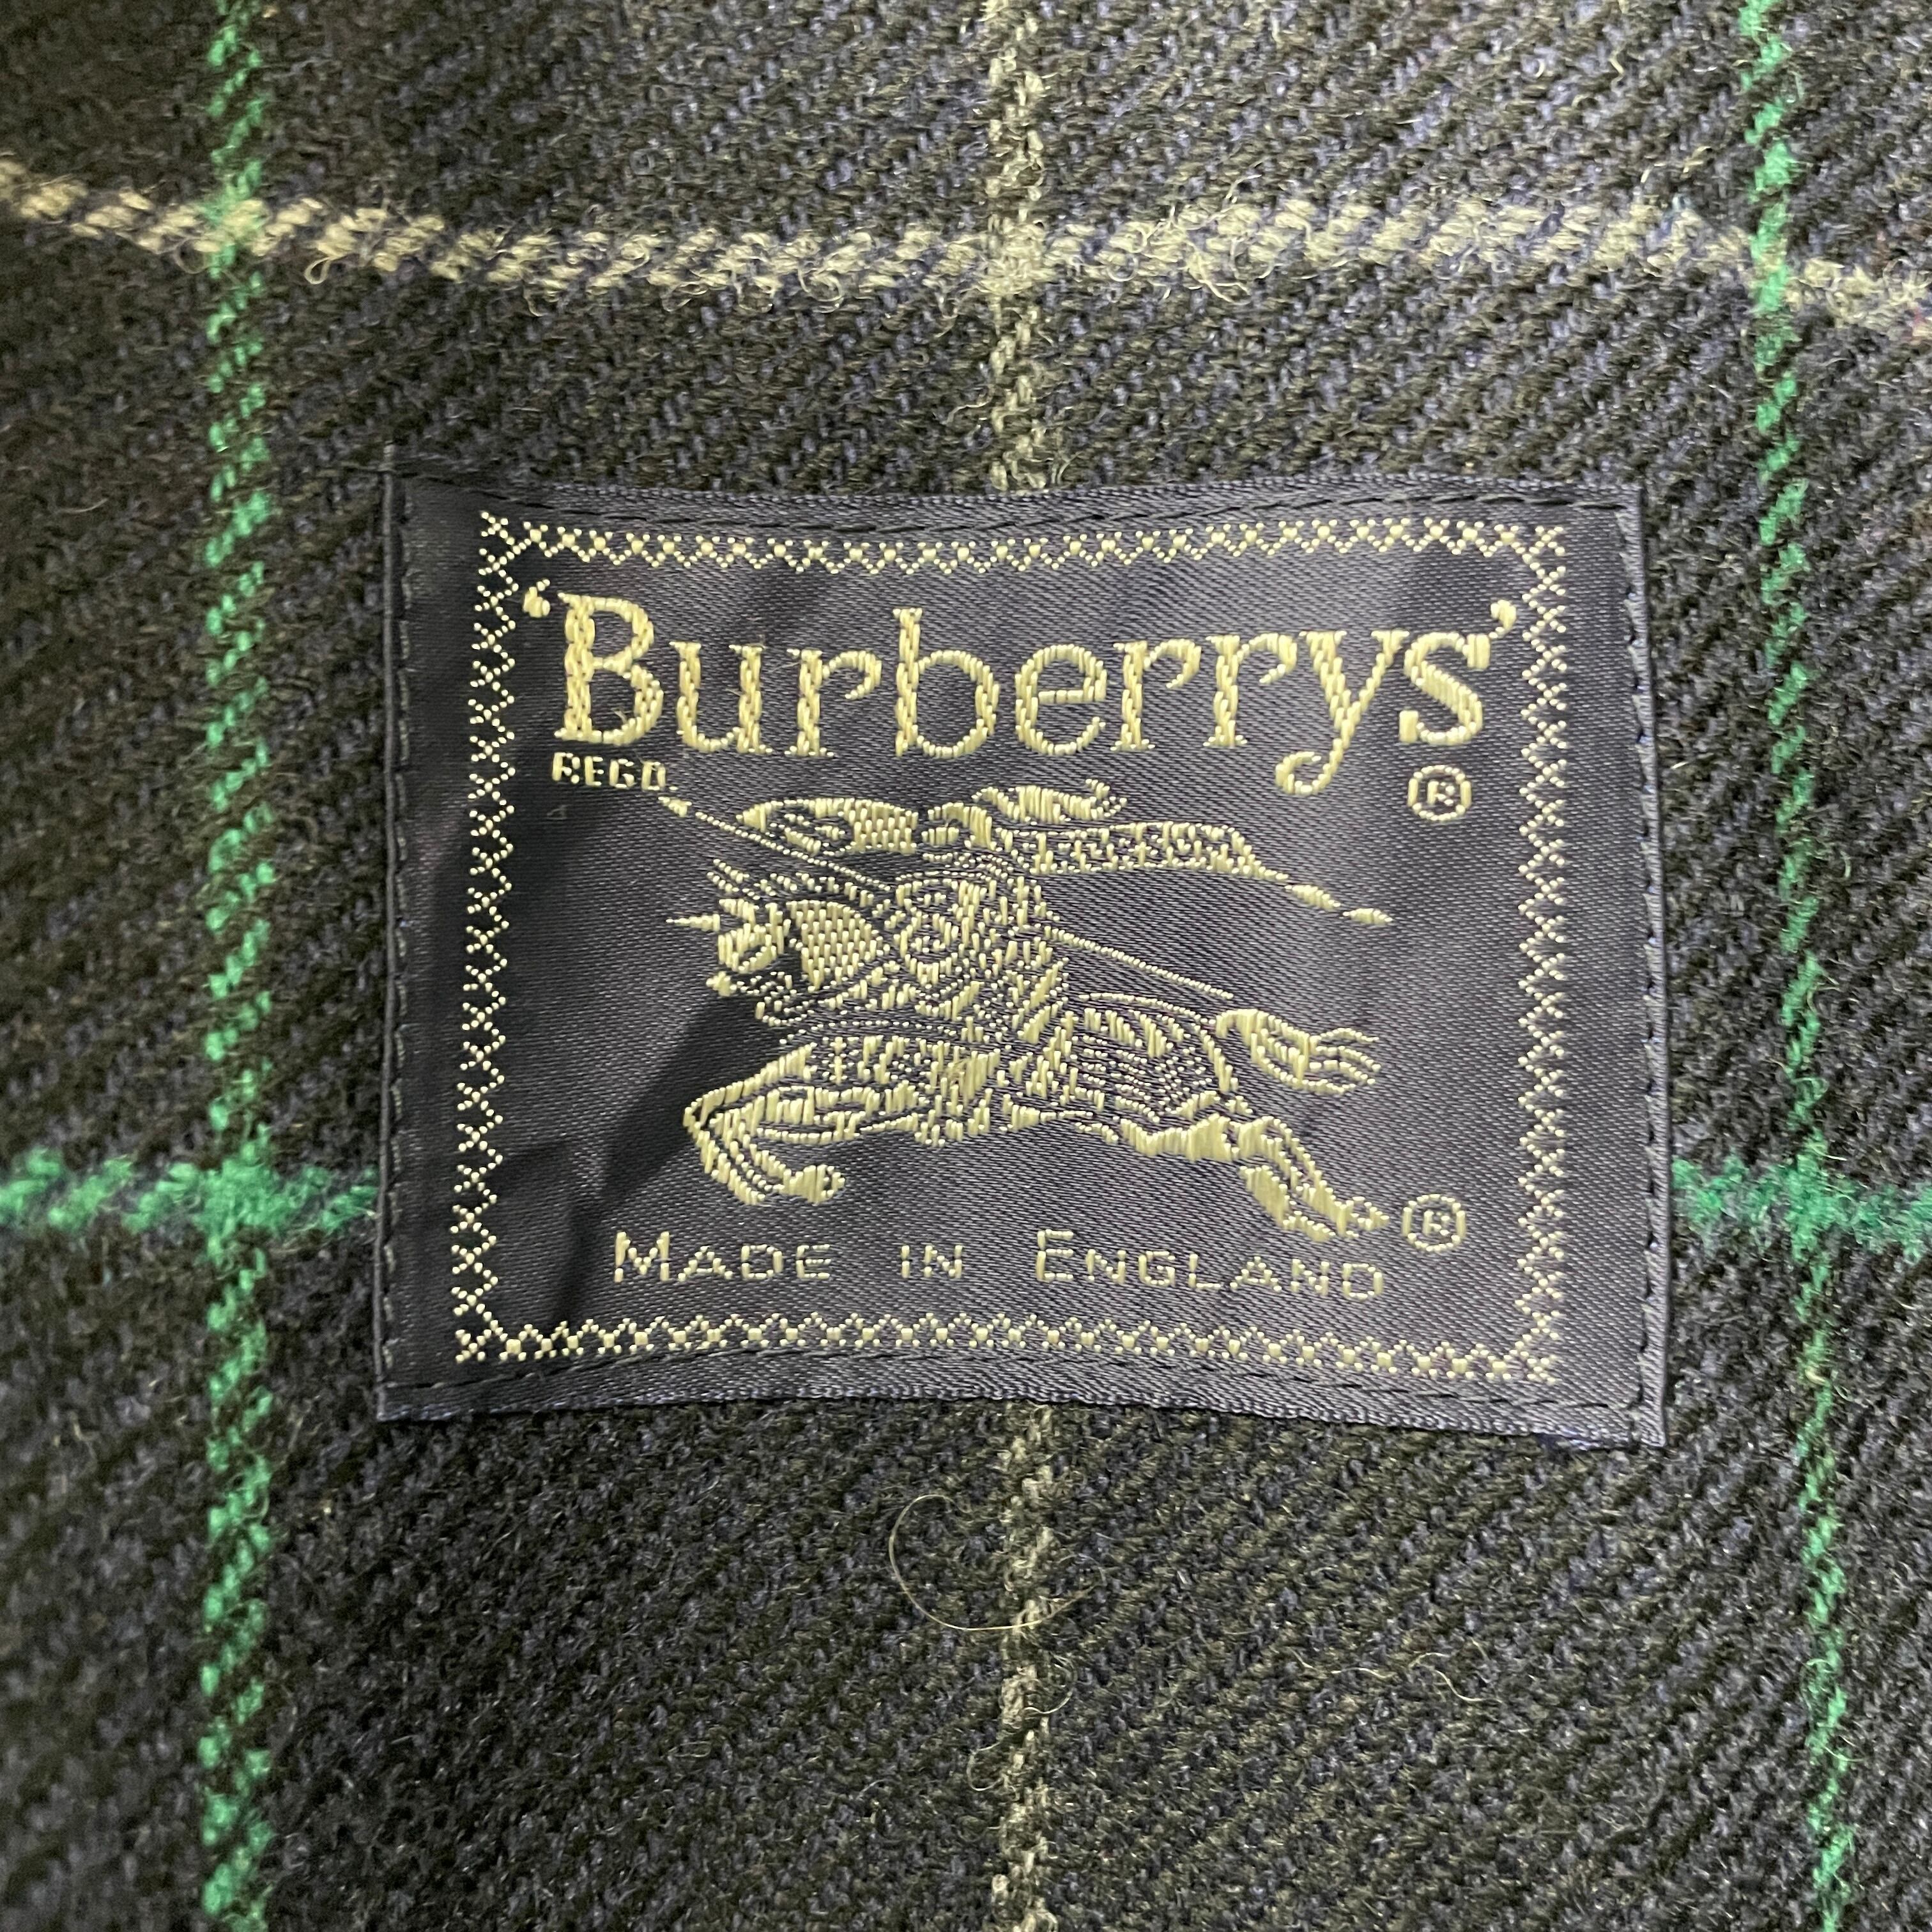 ‘Burberrys’
REGD.
®
®
MADE IN ENGLAND